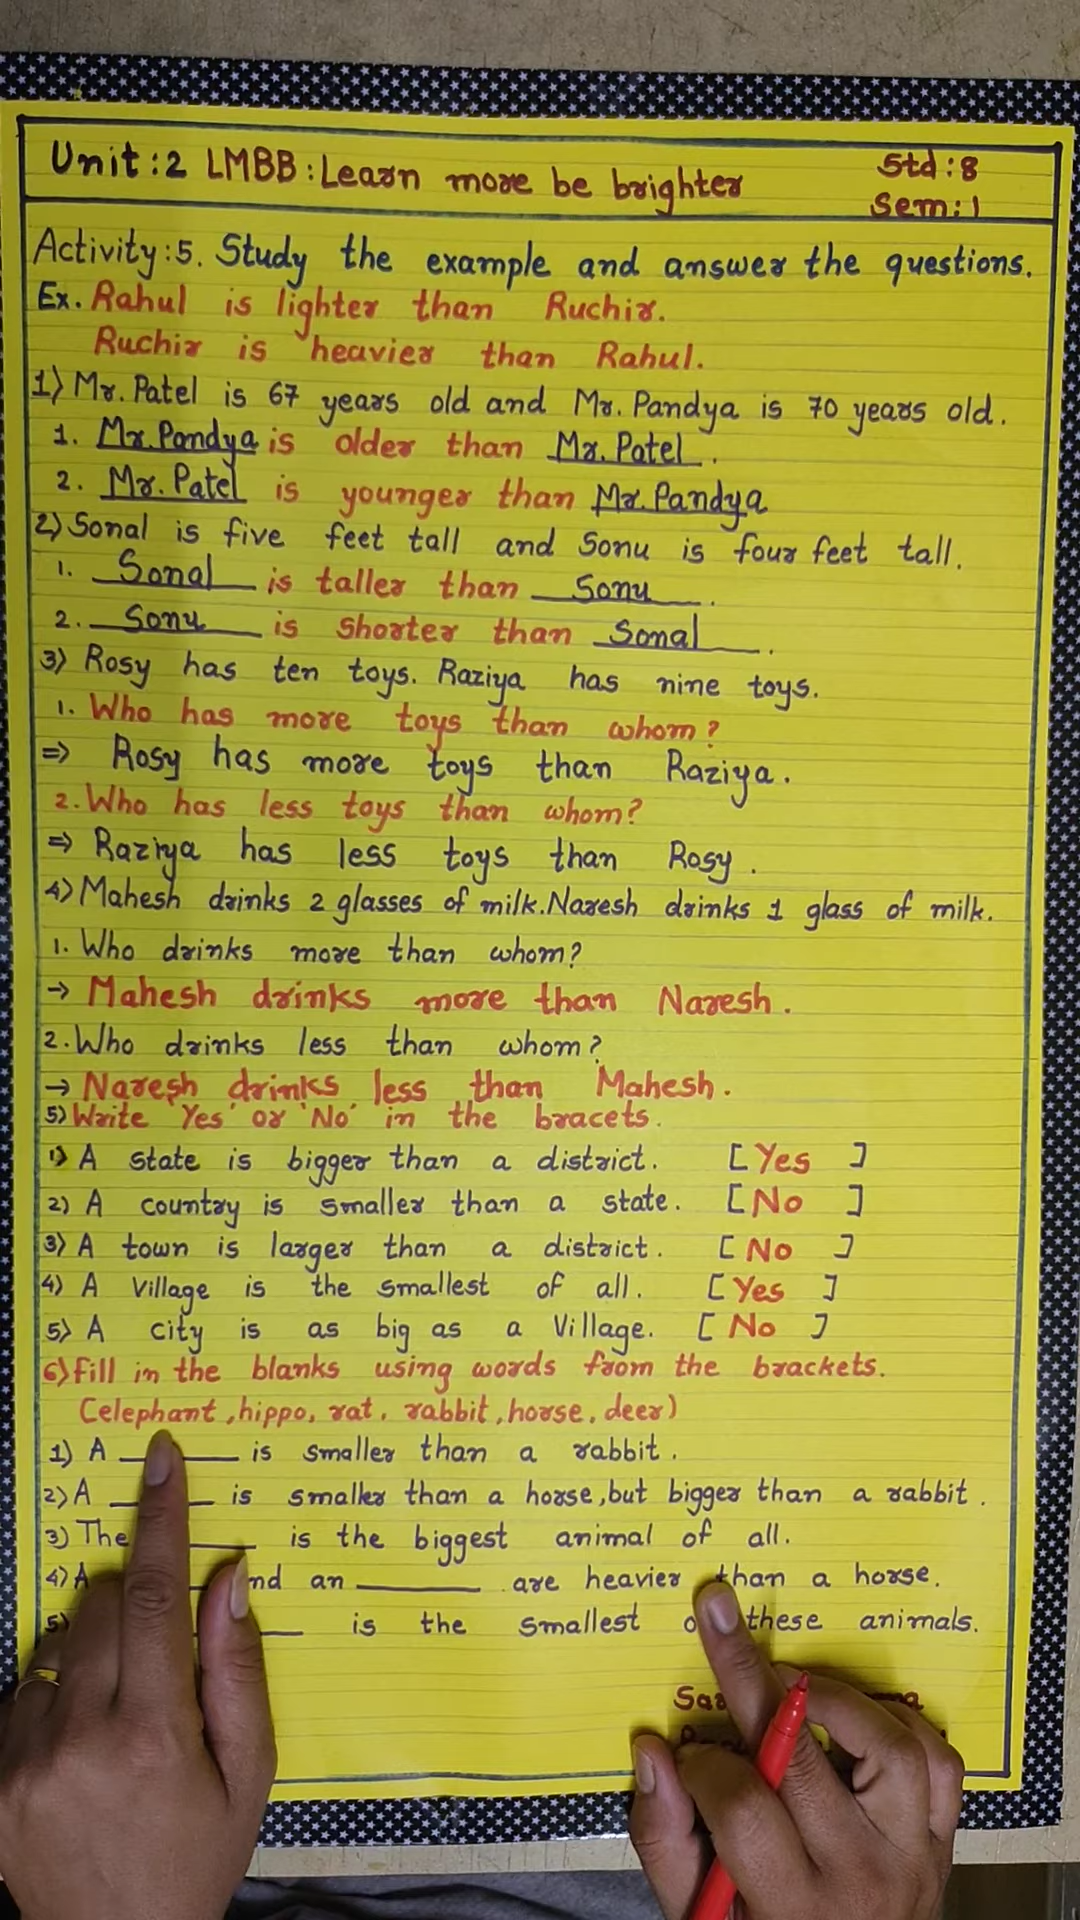 Unit:2 LMBB:Learn more be brighter
Std:8
Sem:1
Activity:5. Study the example and answer the questions.
Ex. Rahul is lighter than Ruchir.
Ruchir is heavier than Rahul.
1) Mr. Patel is 67 years old and Mr. Pandya is 70 years old.
1. Mr.Pandya is older than Mr. Patel.
2. Mr. Patel is younger than Mr. Pandya
2) Sonal is five feet tall and Sonu is four feet tall.
1. Sonal is taller than Sonu.
2. Sonu is shorter than Sonal.
3) Rosy has ten toys. Raziya has nine toys.
1. Who has more toys than whom?
⇒ Rosy has more toys than Raziya.
2. Who has less toys than whom?
⇒ Raziya has less toys than Rosy.
4) Mahesh drinks 2 glasses of milk. Naresh drinks 1 glass of milk.
1. Who drinks more than whom?
→ Mahesh drinks more than Naresh.
2. Who drinks less than whom?
→ Naresh drinks less than Mahesh.
5) Write 'Yes' or 'No' in the bracets.
1) A state is bigger than a district. [Yes]
2) A country is smaller than a state. [No]
3) A town is larger than a district. [No]
4) A Village is the smallest of all. [Yes]
5) A city is as big as a Village. [No]
6) fill in the blanks using words from the brackets.
(elephant, hippo, rat, rabbit, horse, deer)
1) A ______ is smaller than a rabbit.
2) A ______ is smaller than a horse, but bigger than a rabbit.
3) The ______ is the biggest animal of all.
4) A ______ nd an ______ are heavier than a horse.
5) ______ is the smallest o these animals.